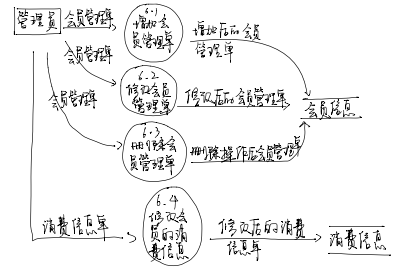 管理员
会员管理单
6.1
增加会
员管理单
增加后的会员
管理单
会员管理单
6.2
修改会员
管理单
修改后的会员管理单
会员信息
会员管理单
6.3
删除会
员管理单
删除操作后会员管理单
消费信息单
6.4
修改会
员的消
费信息
修改后的消费
信息单
消费信息